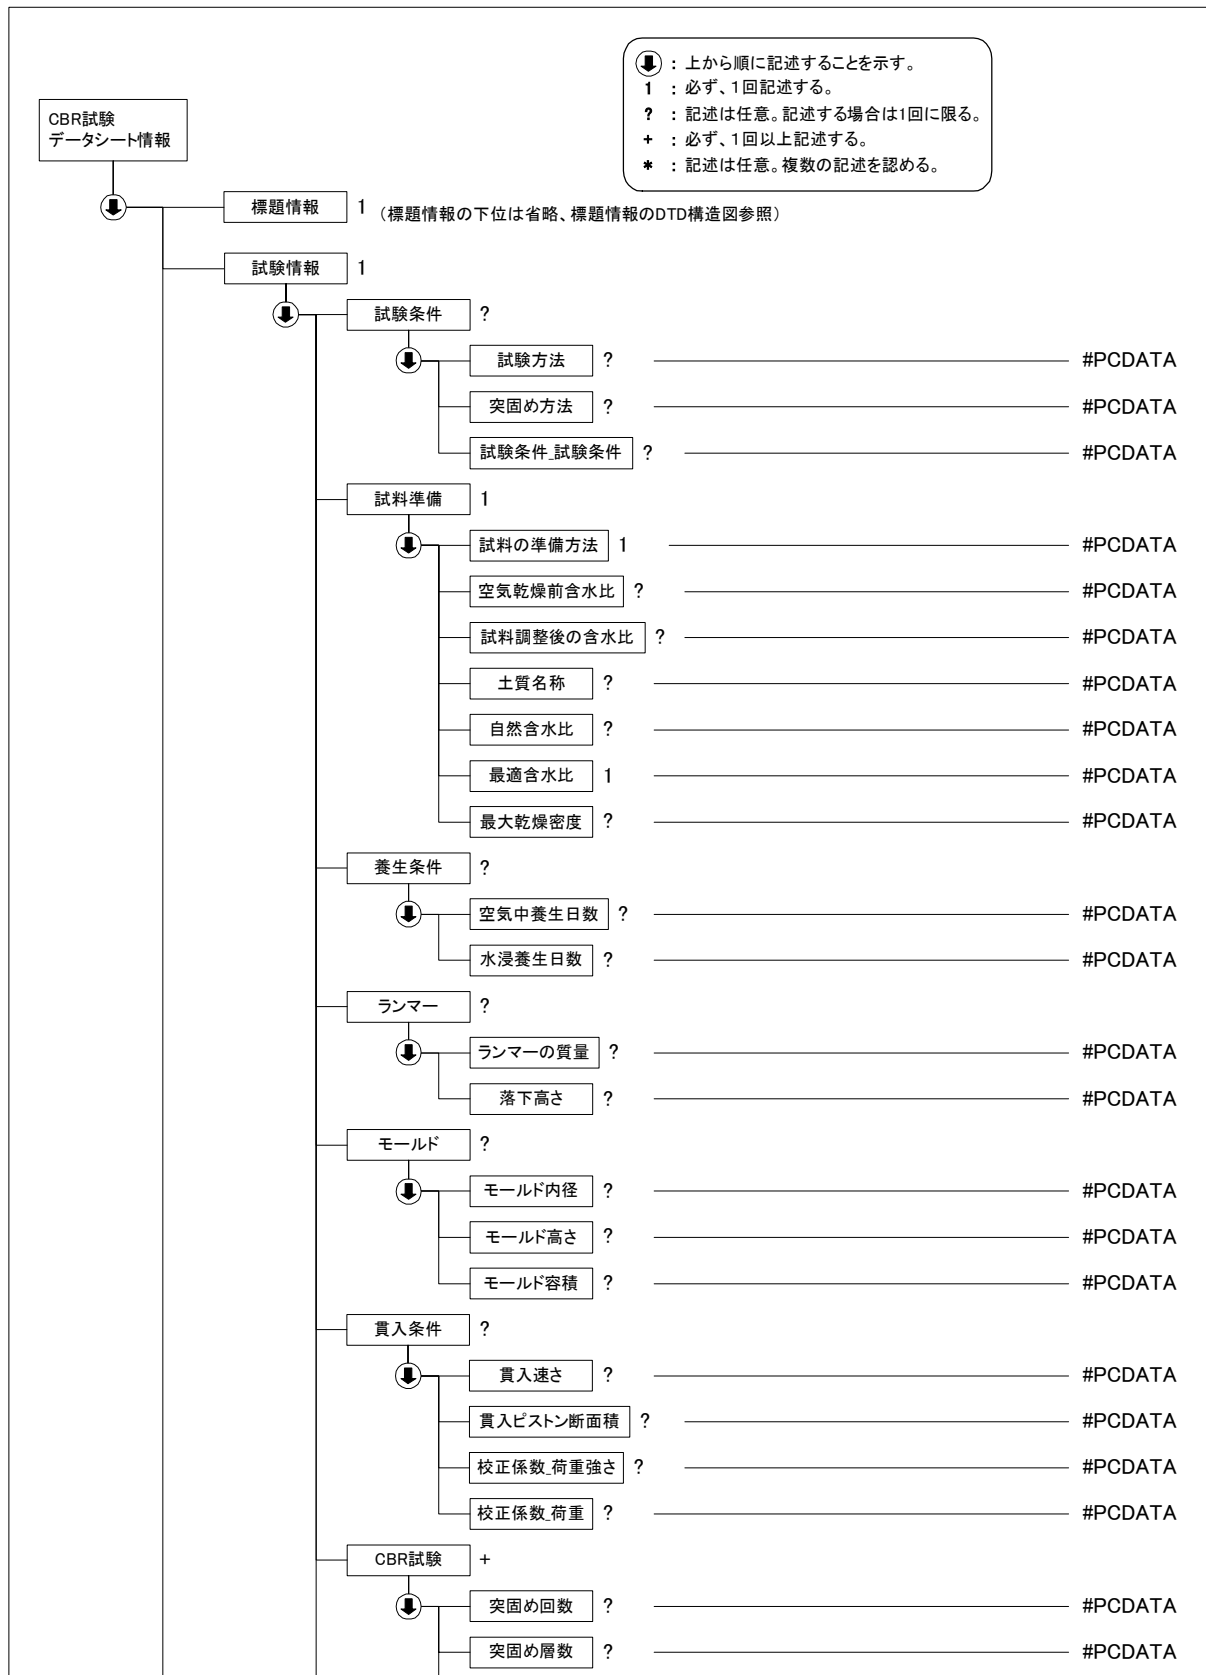 ⬇ : 上から順に記述することを示す。
1 : 必ず、1回記述する。
? : 記述は任意。記述する場合は1回に限る。
+ : 必ず、1回以上記述する。
* : 記述は任意。複数の記述を認める。
CBR試験
データシート情報
標題情報 1 (標題情報の下位は省略、標題情報のDTD構造図参照)
試験情報 1
試験条件 ?
試験方法 ? #PCDATA
突固め方法 ? #PCDATA
試験条件_試験条件 ? #PCDATA
試料準備 1
試料の準備方法 1 #PCDATA
空気乾燥前含水比 ? #PCDATA
試料調整後の含水比 ? #PCDATA
土質名称 ? #PCDATA
自然含水比 ? #PCDATA
最適含水比 1 #PCDATA
最大乾燥密度 ? #PCDATA
養生条件 ?
空気中養生日数 ? #PCDATA
水浸養生日数 ? #PCDATA
ランマー ?
ランマーの質量 ? #PCDATA
落下高さ ? #PCDATA
モールド ?
モールド内径 ? #PCDATA
モールド高さ ? #PCDATA
モールド容積 ? #PCDATA
貫入条件 ?
貫入速さ ? #PCDATA
貫入ピストン断面積 ? #PCDATA
校正係数_荷重強さ ? #PCDATA
校正係数_荷重 ? #PCDATA
CBR試験 +
突固め回数 ? #PCDATA
突固め層数 ? #PCDATA